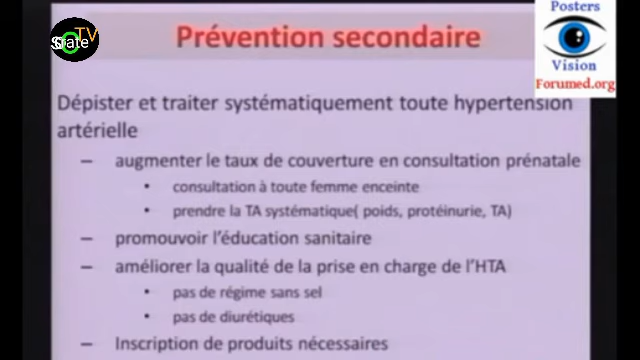 TV
SOiate
Prévention secondaire
Posters
Vision
Forumed.org
Dépister et traiter systématiquement toute hypertension
artérielle
– augmenter le taux de couverture en consultation prénatale
• consultation à toute femme enceinte
• prendre la TA systématique( poids, protéinurie, TA)
– promouvoir l'éducation sanitaire
– améliorer la qualité de la prise en charge de l'HTA
• pas de régime sans sel
• pas de diurétiques
– Inscription de produits nécessaires